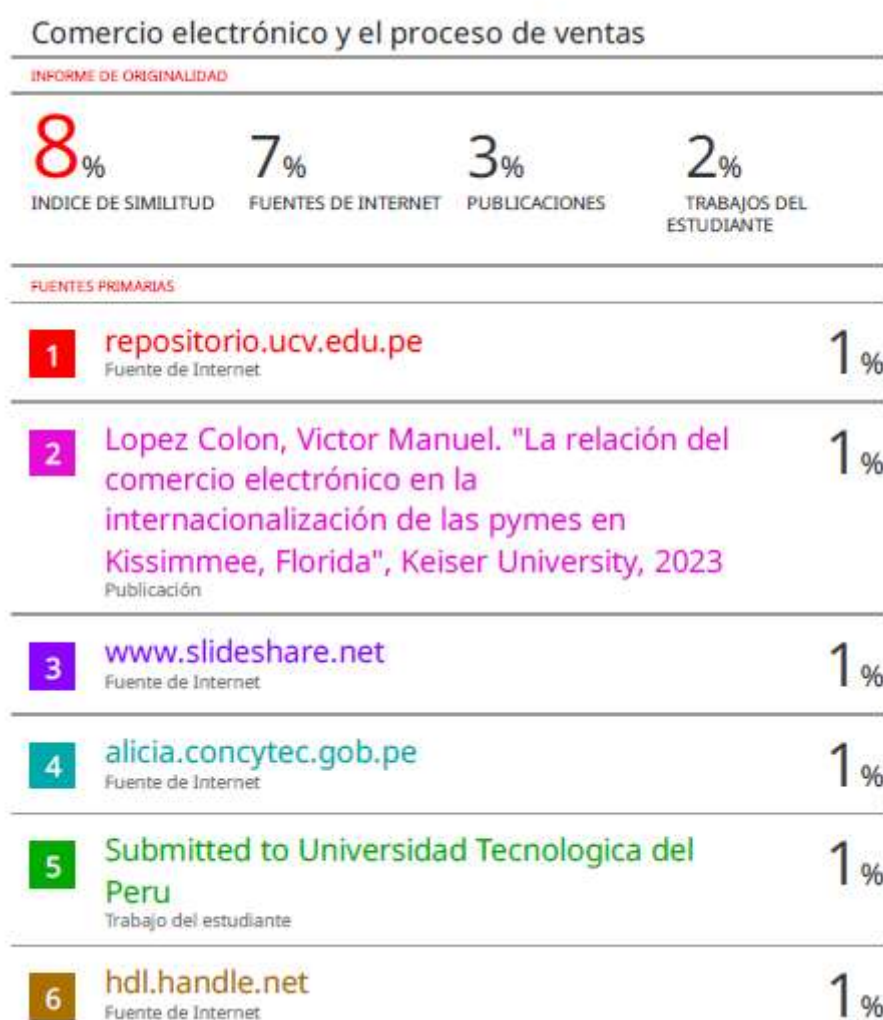 Comercio electrónico y el proceso de ventas
INFORME DE ORIGINALIDAD
8%
7%
3%
2%
INDICE DE SIMILITUD
FUENTES DE INTERNET
PUBLICACIONES
TRABAJOS DEL
ESTUDIANTE
FUENTES PRIMARIAS
1
repositorio.ucv.edu.pe
Fuente de Internet
1%
2
Lopez Colon, Victor Manuel. "La relación del
comercio electrónico en la
internacionalización de las pymes en
Kissimmee, Florida", Keiser University, 2023
Publicación
1%
3
www.slideshare.net
Fuente de Internet
1%
4
alicia.concytec.gob.pe
Fuente de Internet
1%
5
Submitted to Universidad Tecnologica del
Peru
Trabajo del estudiante
1%
6
hdl.handle.net
Fuente de Internet
1%